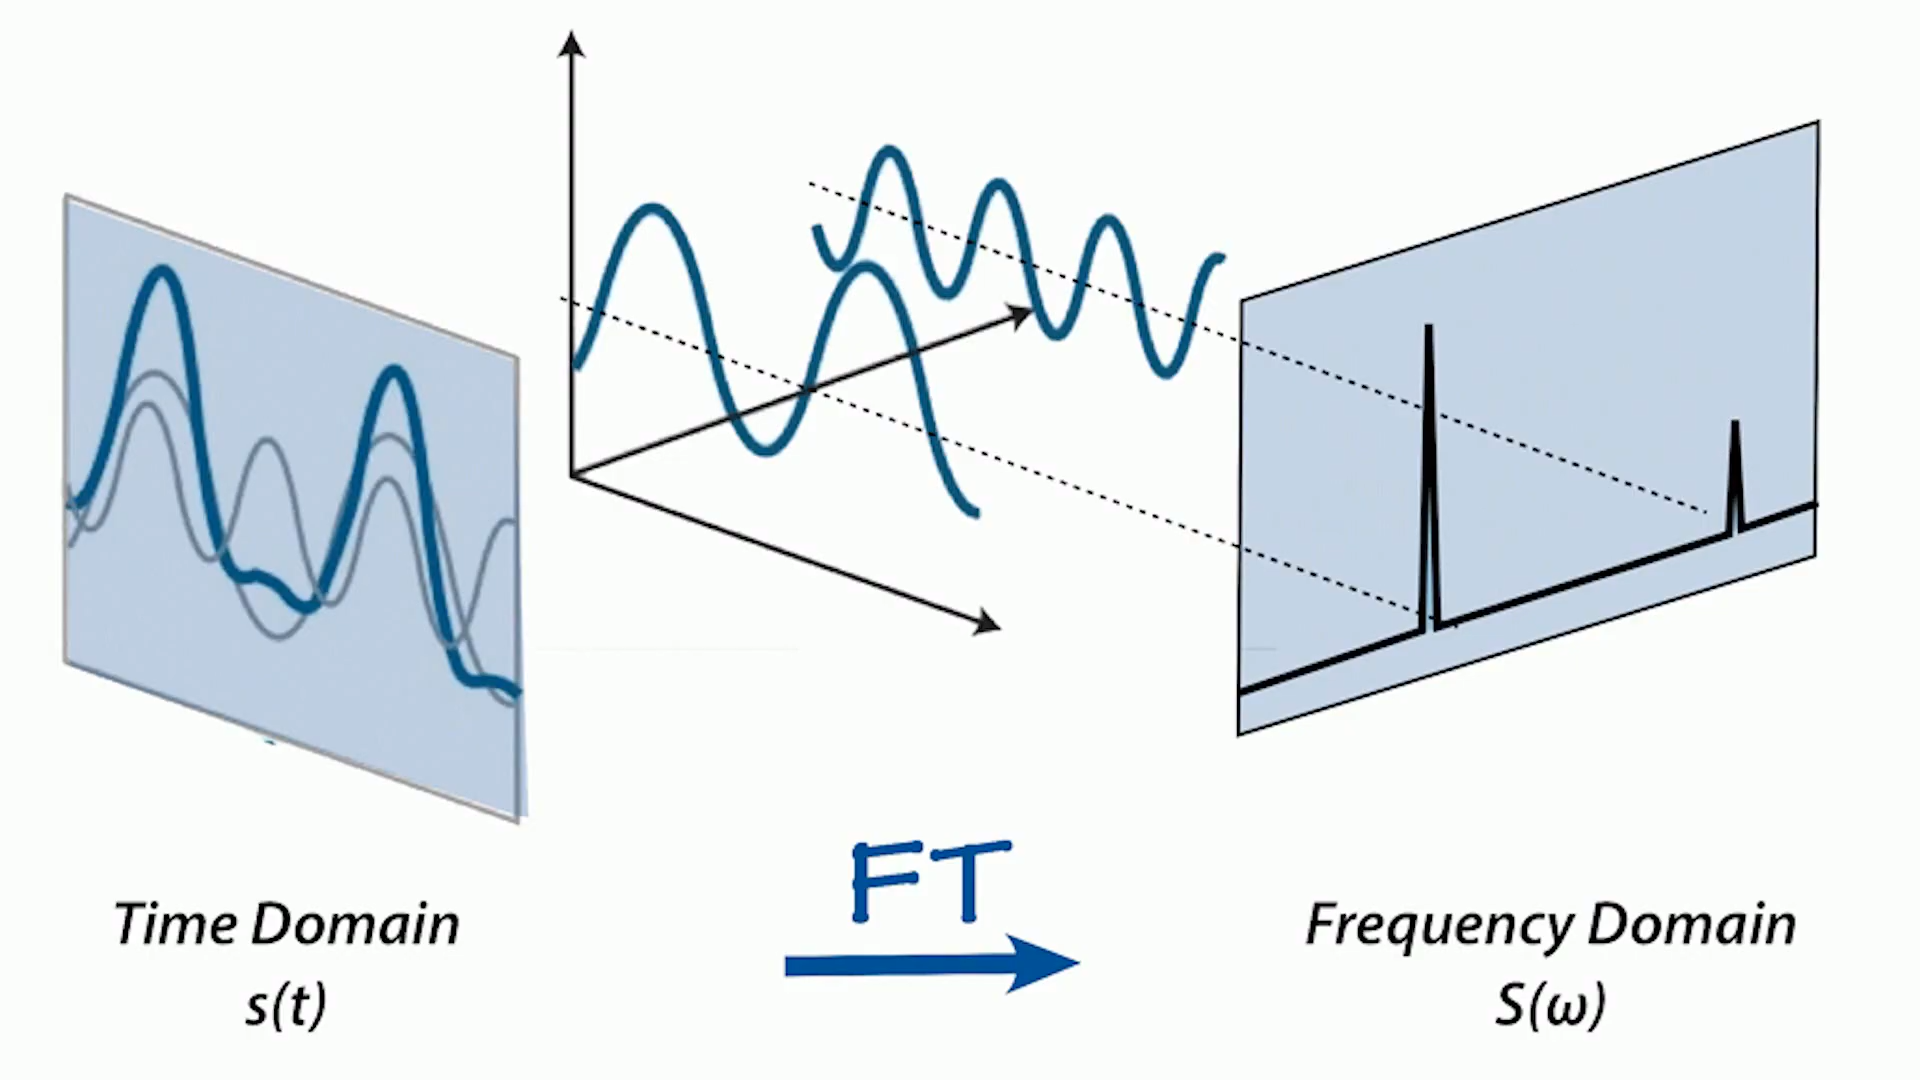 FT
Time Domain
s(t)
Frequency Domain
S(ω)